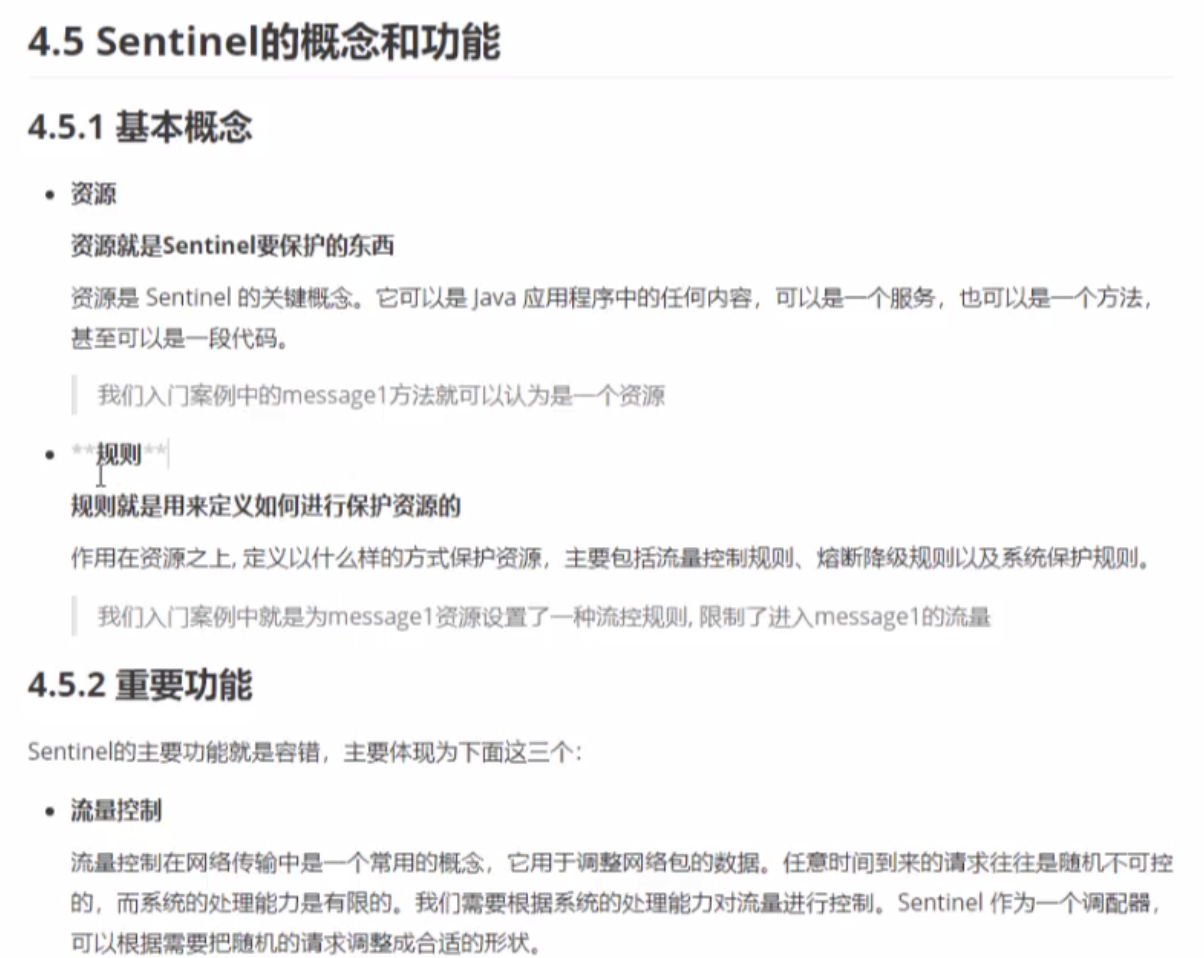 4.5 Sentinel的概念和功能
4.5.1 基本概念
• 资源
资源就是Sentinel要保护的东西
资源是 Sentinel 的关键概念。它可以是 Java 应用程序中的任何内容，可以是一个服务，也可以是一个方法，
甚至可以是一段代码。
我们入门案例中的message1方法就可以认为是一个资源
• **规则**
规则就是用来定义如何进行保护资源的
作用在资源之上, 定义以什么样的方式保护资源，主要包括流量控制规则、熔断降级规则以及系统保护规则。
我们入门案例中就是为message1资源设置了一种流控规则, 限制了进入message1的流量
4.5.2 重要功能
Sentinel的主要功能就是容错，主要体现为下面这三个：
• 流量控制
流量控制在网络传输中是一个常用的概念，它用于调整网络包的数据。任意时间到来的请求往往是随机不可控
的，而系统的处理能力是有限的。我们需要根据系统的处理能力对流量进行控制。Sentinel 作为一个调配器，
可以根据需要把随机的请求调整成合适的形状。